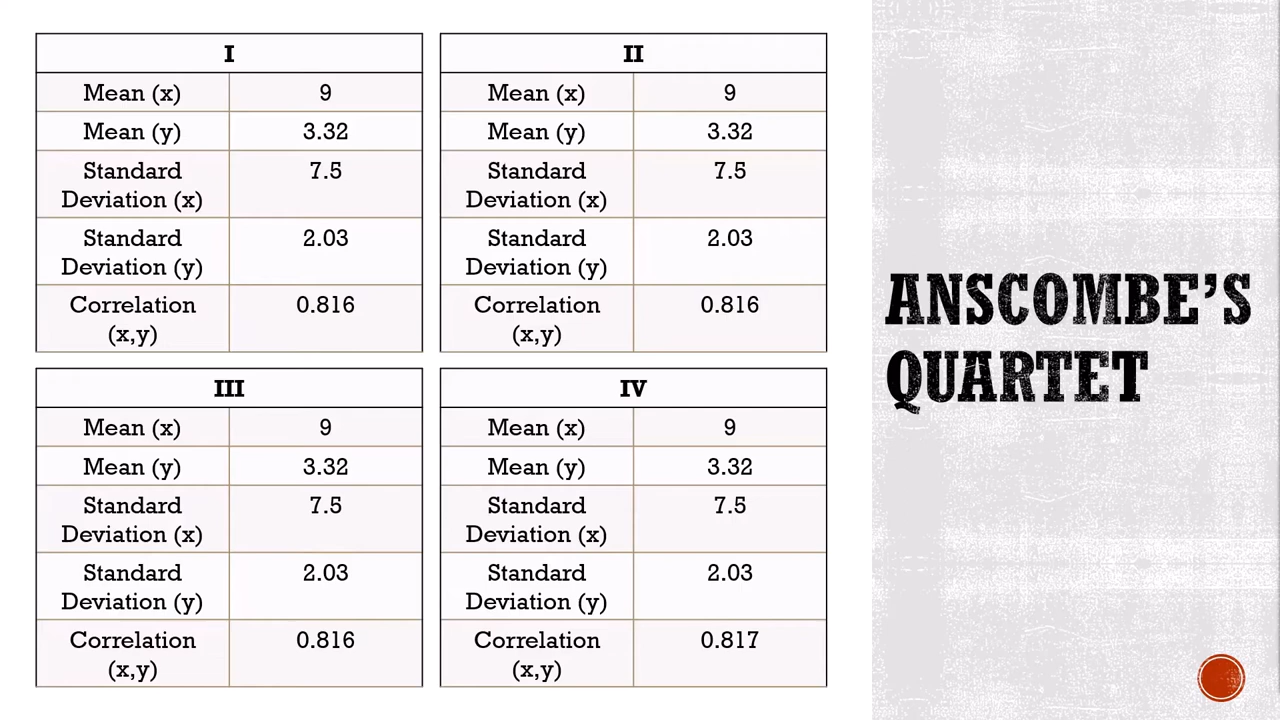 I
Mean (x) 9
Mean (y) 3.32
Standard 7.5
Deviation (x)
Standard 2.03
Deviation (y)
Correlation 0.816
(x,y)
II
Mean (x) 9
Mean (y) 3.32
Standard 7.5
Deviation (x)
Standard 2.03
Deviation (y)
Correlation 0.816
(x,y)
III
Mean (x) 9
Mean (y) 3.32
Standard 7.5
Deviation (x)
Standard 2.03
Deviation (y)
Correlation 0.816
(x,y)
IV
Mean (x) 9
Mean (y) 3.32
Standard 7.5
Deviation (x)
Standard 2.03
Deviation (y)
Correlation 0.817
(x,y)
ANSCOMBE’S
QUARTET